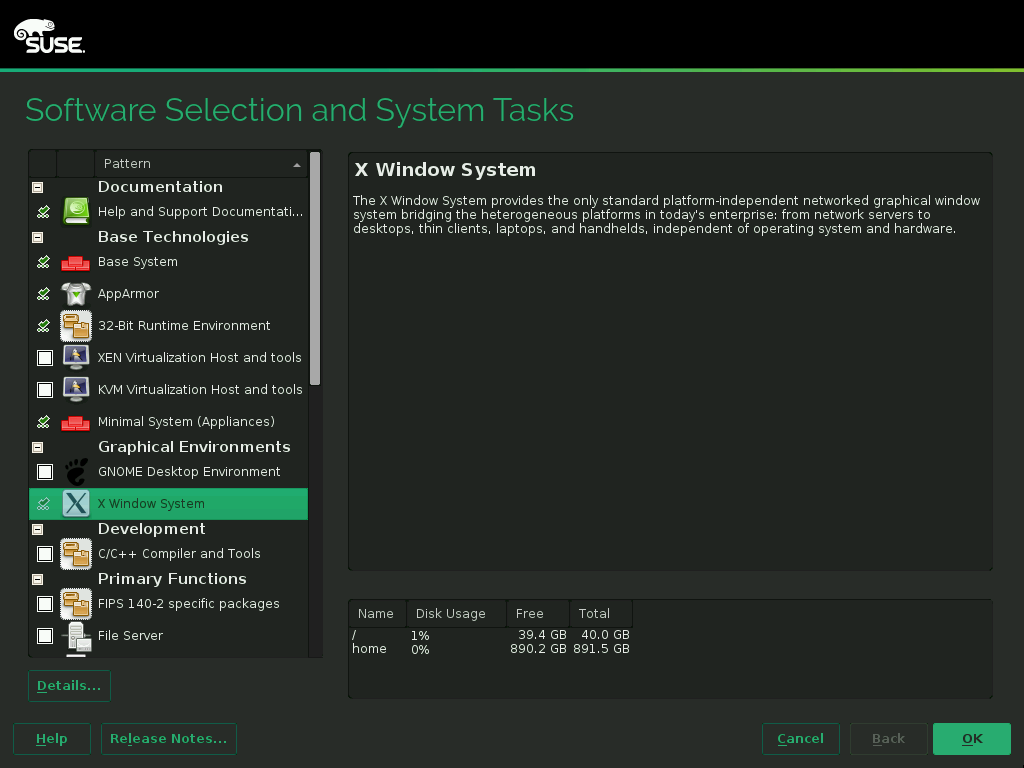 SUSE.
Software Selection and System Tasks
Pattern
Documentation
Help and Support Documentati...
Base Technologies
Base System
AppArmor
32-Bit Runtime Environment
XEN Virtualization Host and tools
KVM Virtualization Host and tools
Minimal System (Appliances)
Graphical Environments
GNOME Desktop Environment
X Window System
Development
C/C++ Compiler and Tools
Primary Functions
FIPS 140-2 specific packages
File Server
Details...
X Window System
The X Window System provides the only standard platform-independent networked graphical window
system bridging the heterogeneous platforms in today's enterprise: from network servers to
desktops, thin clients, laptops, and handhelds, independent of operating system and hardware.
Name Disk Usage Free Total
/ 1% 39.4 GB 40.0 GB
home 0% 890.2 GB 891.5 GB
Help Release Notes... Cancel Back OK